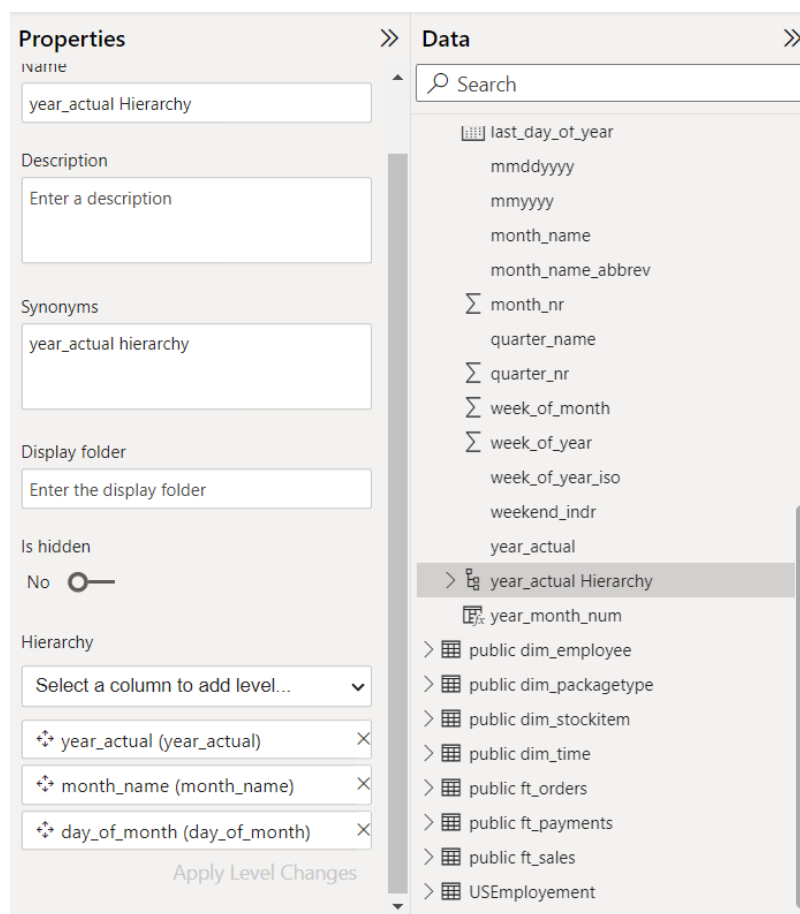 Properties
Name
year_actual Hierarchy
Description
Enter a description
Synonyms
year_actual hierarchy
Display folder
Enter the display folder
Is hidden
No
Hierarchy
Select a column to add level...
year_actual (year_actual)
month_name (month_name)
day_of_month (day_of_month)
Apply Level Changes
Data
Search
last_day_of_year
mmddyyyy
mmyyyy
month_name
month_name_abbrev
month_nr
quarter_name
quarter_nr
week_of_month
week_of_year
week_of_year_iso
weekend_indr
year_actual
year_actual Hierarchy
year_month_num
public dim_employee
public dim_packagetype
public dim_stockitem
public dim_time
public ft_orders
public ft_payments
public ft_sales
USEmployement